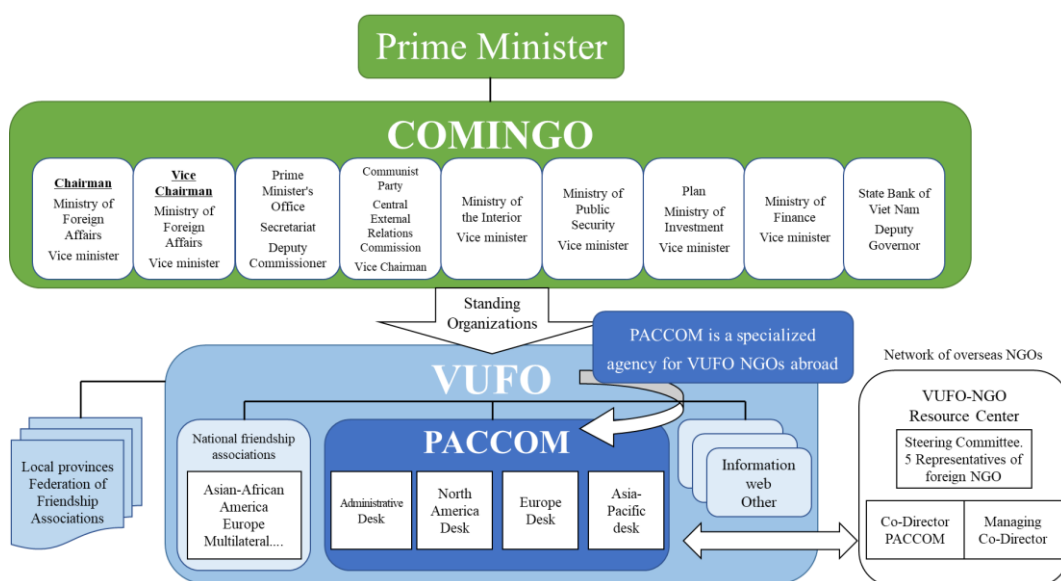 Prime Minister
COMINGO
Chairman
Ministry of
Foreign
Affairs
Vice minister
Vice
Chairman
Ministry of
Foreign
Affairs
Vice minister
Prime
Minister's
Office
Secretariat
Deputy
Commissioner
Communist
Party
Central
External
Relations
Commission
Vice Chairman
Ministry of
the Interior
Vice minister
Ministry of
Public
Security
Vice minister
Plan
Ministry of
Investment
Vice minister
Ministry of
Finance
Vice minister
State Bank of
Viet Nam
Deputy
Governor
Standing
Organizations
PACCOM is a specialized
agency for VUFO NGOs abroad
VUFO
Local provinces
Federation of
Friendship
Associations
National friendship
associations
Asian-African
America
Europe
Multilateral....
PACCOM
Administrative
Desk
North
America
Desk
Europe
Desk
Asia-
Pacific
desk
Information
web
Other
Network of overseas NGOs
VUFO-NGO
Resource Center
Steering Committee.
5 Representatives of
foreign NGO
Co-Director
PACCOM
Managing
Co-Director